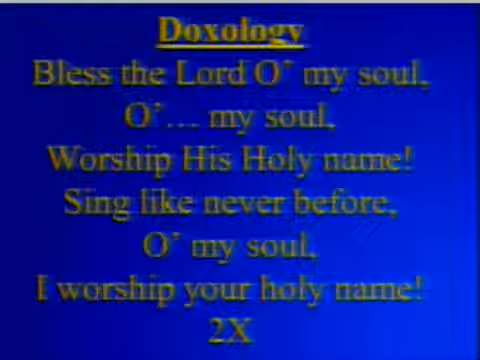 Doxology
Bless the Lord O' my soul,
O'... my soul,
Worship His Holy name!
Sing like never before,
O' my soul,
I worship your holy name!
2X